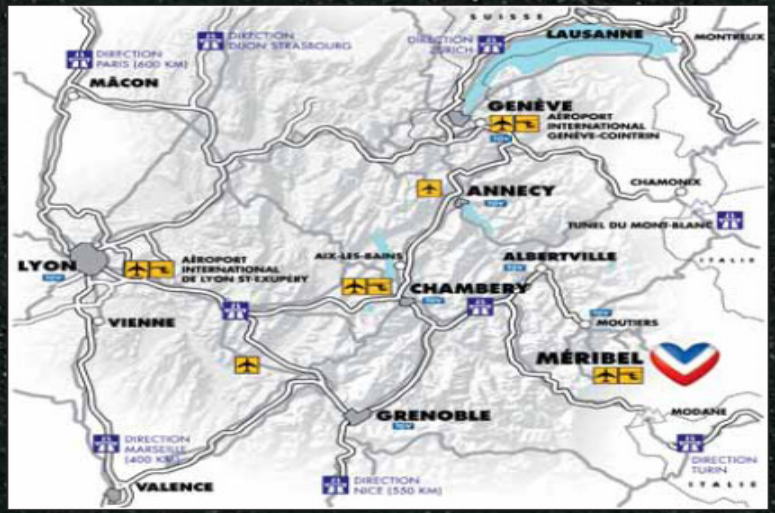 SUISSE
DIRECTION
PARIS (600 KM)
DIRECTION
DIJON STRASBOURG
DIRECTION
ZURICH
LAUSANNE
MONTREUX
MÂCON
GENÈVE
AÉROPORT
INTERNATIONAL
GENÈVE-COINTRIN
TGV
ANNECY
TGV
CHAMONIX
TUNEL DU MONT-BLANC
ITALIE
LYON
TGV
AÉROPORT
INTERNATIONAL
DE LYON ST-EXUPÉRY
AIX-LES-BAINS
ALBERTVILLE
TGV
CHAMBERY
TGV
VIENNE
TGV
MOUTIERS
MÉRIBEL
GRENOBLE
TGV
MODANE
DIRECTION
MARSEILLE
(400 KM)
DIRECTION
TURIN
VALENCE
DIRECTION
NICE (550 KM)
ITALIE